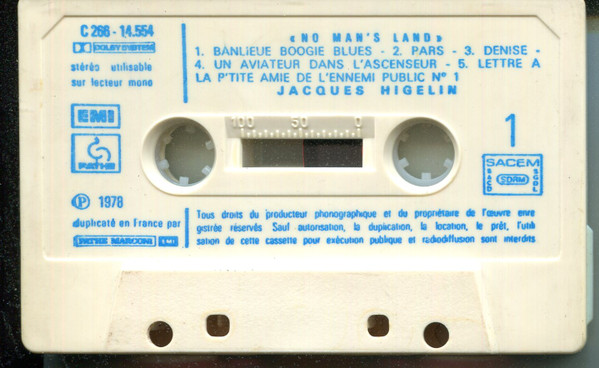 C 266 - 14.554
DOLBY SYSTEM
stéréo utilisable
sur lecteur mono
EMI
PATHE
℗ 1978
duplicaté en France par
PATHE MARCONI EMI
« NO MAN'S LAND »
1. BANLIEUE BOOGIE BLUES - 2. PARS - 3. DENISE -
4. UN AVIATEUR DANS L'ASCENSEUR - 5. LETTRE A
LA P'TITE AMIE DE L'ENNEMI PUBLIC N° 1
JACQUES HIGELIN
100 50 0
1
SACEM
SACD SDRM SGDL
Tous droits du producteur phonographique et du propriétaire de l'œuvre enre
gistrée réservés Sauf autorisation, la duplication, la location, le prêt, l'utili
sation de cette cassette pour exécution publique et radiodiffusion sont interdits